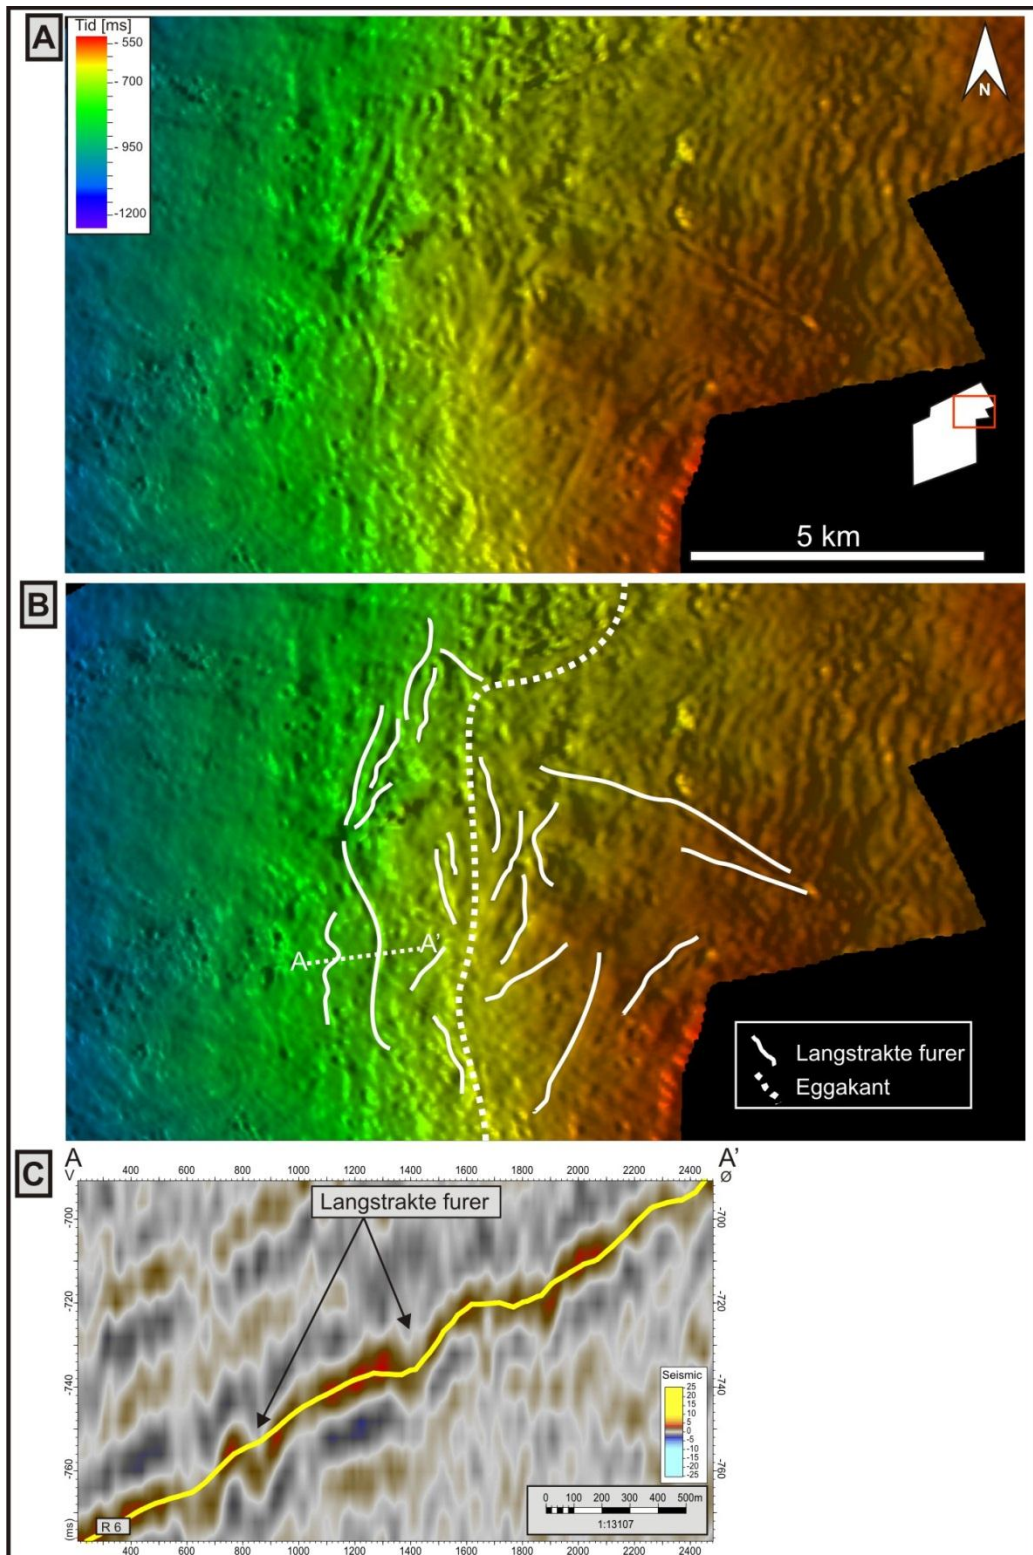 A
Tid [ms]
- 550
- 700
- 950
- 1200
N
5 km
B
A
A'
Langstrakte furer
Eggakant
C
A
A'
V
400 600 800 1000 1200 1400 1600 1800 2000 2200 2400
Ø
Langstrakte furer
-700
-720
-740
-760
(ms)
-700
-720
-740
-760
Seismic
25
20
15
10
5
0
-5
-10
-15
-20
-25
0 100 200 300 400 500m
1:13107
R 6
400 600 800 1000 1200 1400 1600 1800 2000 2200 2400